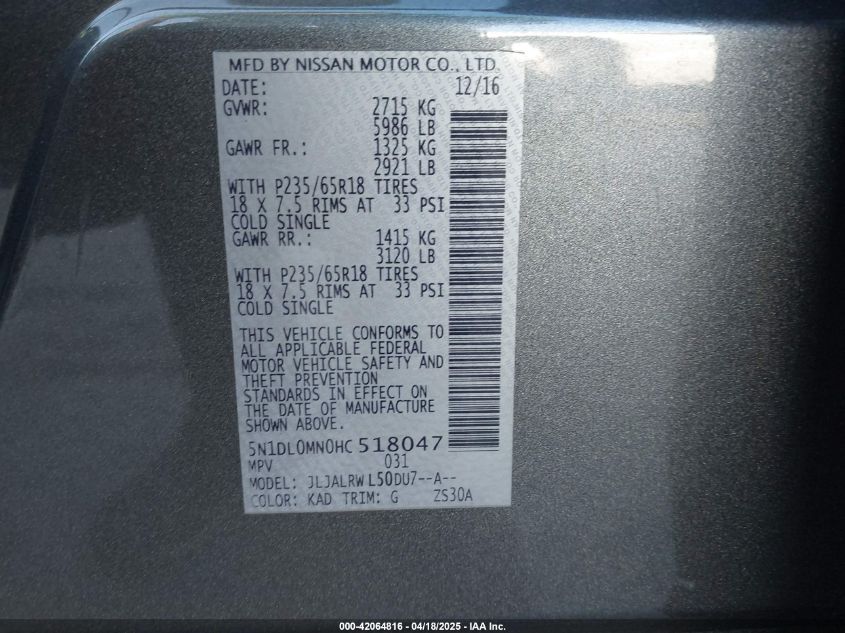 MFD BY NISSAN MOTOR CO., LTD.
DATE: 12/16
GVWR: 2715 KG
5986 LB
GAWR FR.: 1325 KG
2921 LB
WITH P235/65R18 TIRES
18 X 7.5 RIMS AT 33 PSI
COLD SINGLE
GAWR RR.: 1415 KG
3120 LB
WITH P235/65R18 TIRES
18 X 7.5 RIMS AT 33 PSI
COLD SINGLE
THIS VEHICLE CONFORMS TO
ALL APPLICABLE FEDERAL
MOTOR VEHICLE SAFETY AND
THEFT PREVENTION
STANDARDS IN EFFECT ON
THE DATE OF MANUFACTURE
SHOWN ABOVE.
5N1DL0MN0HC518047
MPV 031
MODEL: JLJALRW L50DU7--A--
COLOR: KAD TRIM: G ZS30A
000-42064816 - 04/18/2025 - IAA Inc.